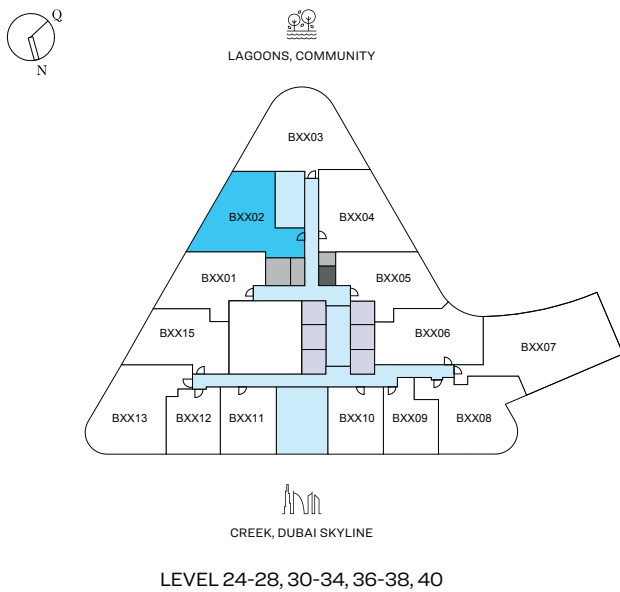 Q
N
LAGOONS, COMMUNITY
BXX03
BXX02
BXX04
BXX01
BXX05
BXX15
BXX06
BXX07
BXX13
BXX12
BXX11
BXX10
BXX09
BXX08
CREEK, DUBAI SKYLINE
LEVEL 24-28, 30-34, 36-38, 40